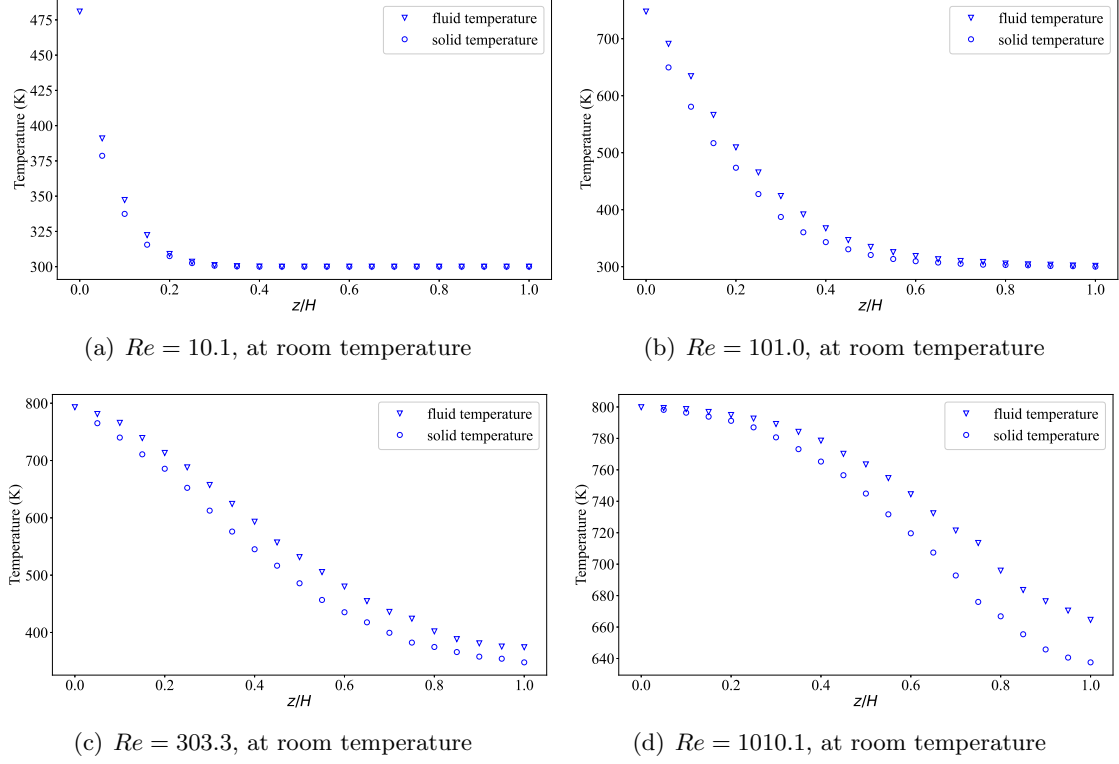 475
450
425
400
375
350
325
300
Temperature (K)
0.0 0.2 0.4 0.6 0.8 1.0
z/H
fluid temperature
solid temperature
(a) Re = 10.1, at room temperature
700
600
500
400
300
Temperature (K)
0.0 0.2 0.4 0.6 0.8 1.0
z/H
fluid temperature
solid temperature
(b) Re = 101.0, at room temperature
800
700
600
500
400
Temperature (K)
0.0 0.2 0.4 0.6 0.8 1.0
z/H
fluid temperature
solid temperature
(c) Re = 303.3, at room temperature
800
780
760
740
720
700
680
660
640
Temperature (K)
0.0 0.2 0.4 0.6 0.8 1.0
z/H
fluid temperature
solid temperature
(d) Re = 1010.1, at room temperature